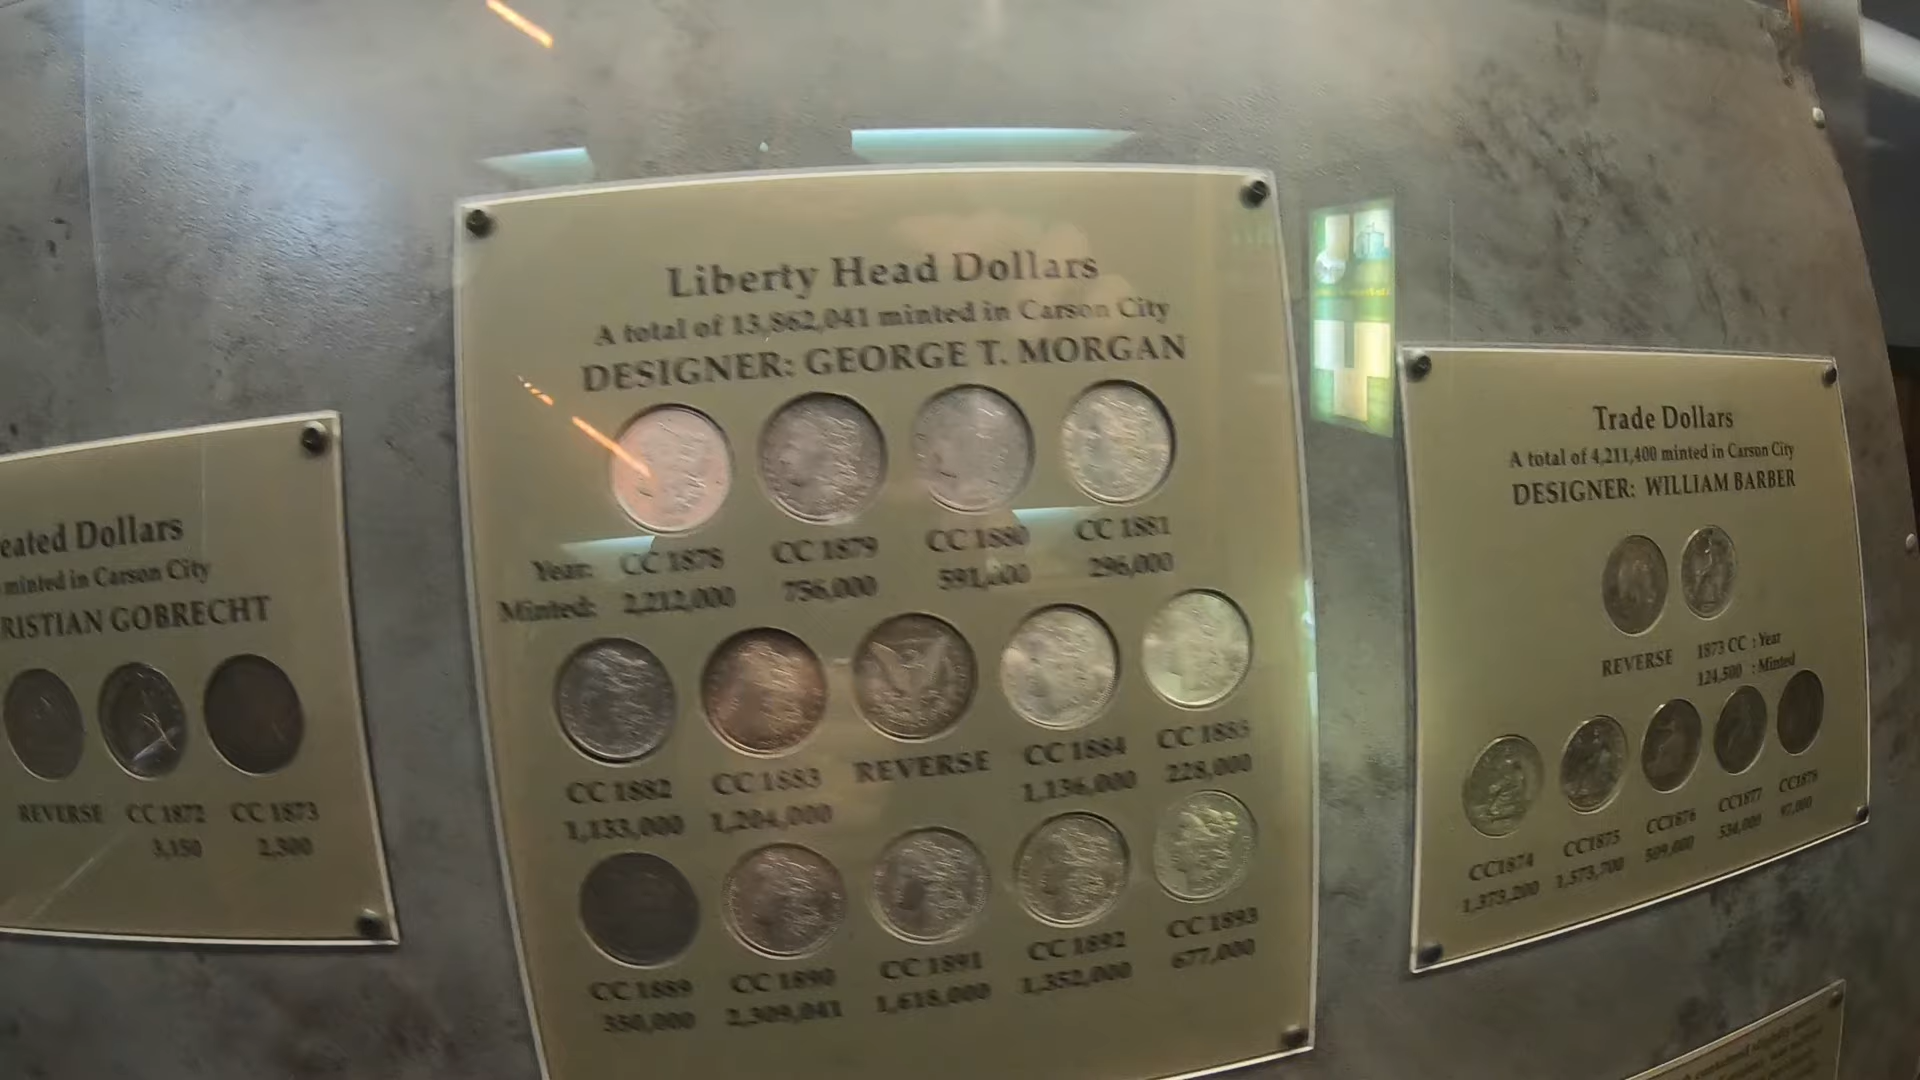 eated Dollars
minted in Carson City
RISTIAN GOBRECHT
REVERSE CC 1872 CC 1873
3,150 2,300
Liberty Head Dollars
A total of 13,862,041 minted in Carson City
DESIGNER: GEORGE T. MORGAN
Year: CC 1878 CC 1879 CC 1880 CC 1881
Minted: 2,212,000 756,000 591,000 296,000
CC 1882 CC 1883 REVERSE CC 1884 CC 1885
1,133,000 1,204,000 1,136,000 228,000
CC 1889 CC 1890 CC 1891 CC 1892 CC 1893
350,000 2,309,041 1,618,000 1,352,000 677,000
Trade Dollars
A total of 4,211,400 minted in Carson City
DESIGNER: WILLIAM BARBER
REVERSE 1873 CC : Year
124,500 : Minted
CC1874 CC1875 CC1876 CC1877 CC1878
1,373,200 1,573,700 509,000 534,000 97,000